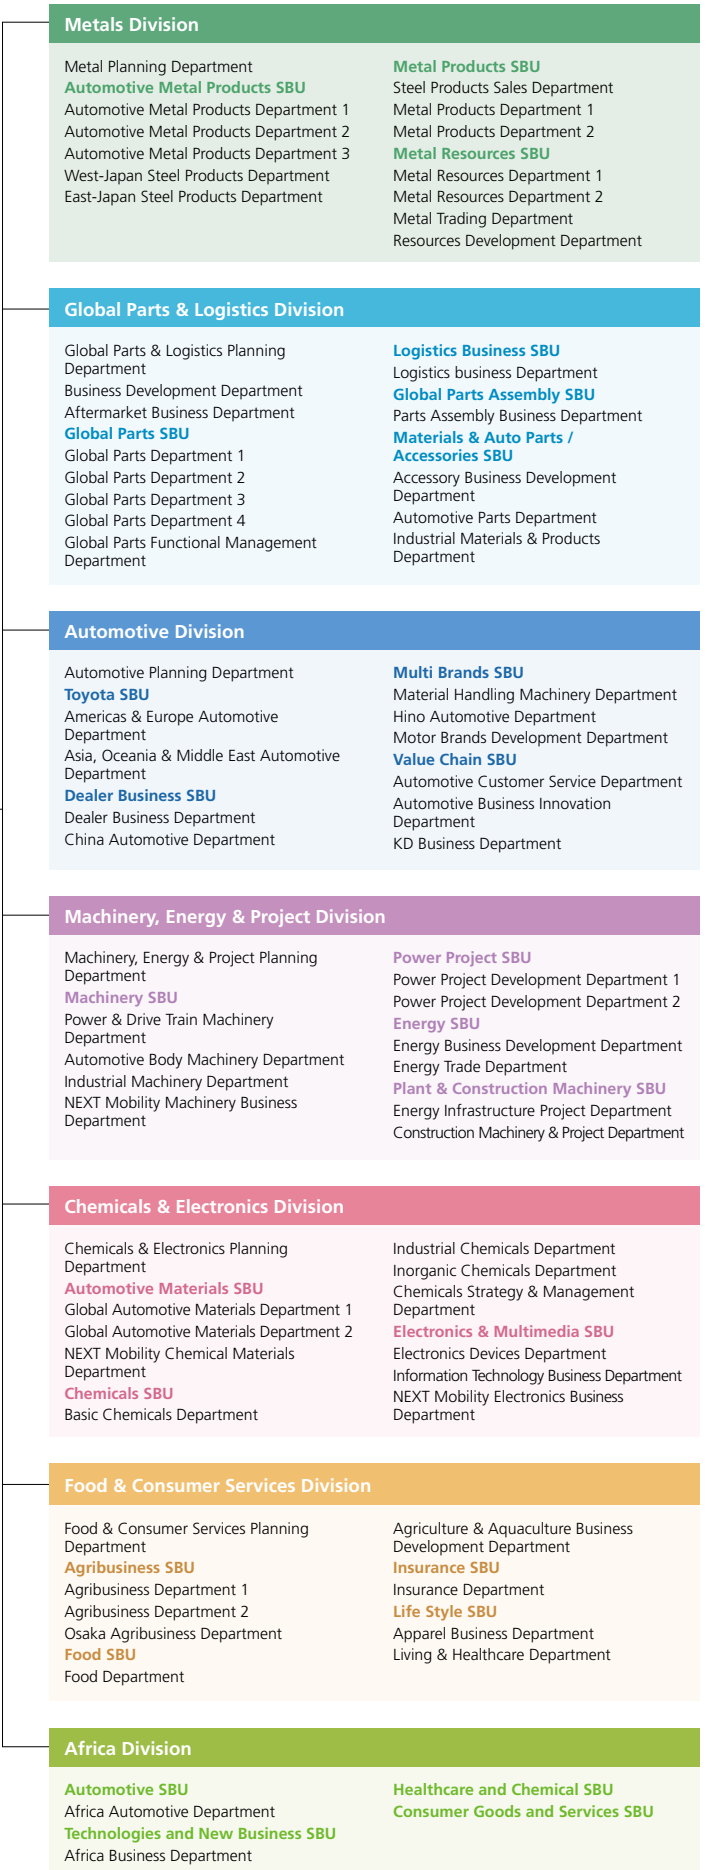 Metals Division
Metal Planning Department
Automotive Metal Products SBU
Automotive Metal Products Department 1
Automotive Metal Products Department 2
Automotive Metal Products Department 3
West-Japan Steel Products Department
East-Japan Steel Products Department
Metal Products SBU
Steel Products Sales Department
Metal Products Department 1
Metal Products Department 2
Metal Resources SBU
Metal Resources Department 1
Metal Resources Department 2
Metal Trading Department
Resources Development Department
Global Parts & Logistics Division
Global Parts & Logistics Planning
Department
Business Development Department
Aftermarket Business Department
Global Parts SBU
Global Parts Department 1
Global Parts Department 2
Global Parts Department 3
Global Parts Department 4
Global Parts Functional Management
Department
Logistics Business SBU
Logistics business Department
Global Parts Assembly SBU
Parts Assembly Business Department
Materials & Auto Parts /
Accessories SBU
Accessory Business Development
Department
Automotive Parts Department
Industrial Materials & Products
Department
Automotive Division
Automotive Planning Department
Toyota SBU
Americas & Europe Automotive
Department
Asia, Oceania & Middle East Automotive
Department
Dealer Business SBU
Dealer Business Department
China Automotive Department
Multi Brands SBU
Material Handling Machinery Department
Hino Automotive Department
Motor Brands Development Department
Value Chain SBU
Automotive Customer Service Department
Automotive Business Innovation
Department
KD Business Department
Machinery, Energy & Project Division
Machinery, Energy & Project Planning
Department
Machinery SBU
Power & Drive Train Machinery
Department
Automotive Body Machinery Department
Industrial Machinery Department
NEXT Mobility Machinery Business
Department
Power Project SBU
Power Project Development Department 1
Power Project Development Department 2
Energy SBU
Energy Business Development Department
Energy Trade Department
Plant & Construction Machinery SBU
Energy Infrastructure Project Department
Construction Machinery & Project Department
Chemicals & Electronics Division
Chemicals & Electronics Planning
Department
Automotive Materials SBU
Global Automotive Materials Department 1
Global Automotive Materials Department 2
NEXT Mobility Chemical Materials
Department
Chemicals SBU
Basic Chemicals Department
Industrial Chemicals Department
Inorganic Chemicals Department
Chemicals Strategy & Management
Department
Electronics & Multimedia SBU
Electronics Devices Department
Information Technology Business Department
NEXT Mobility Electronics Business
Department
Food & Consumer Services Division
Food & Consumer Services Planning
Department
Agribusiness SBU
Agribusiness Department 1
Agribusiness Department 2
Osaka Agribusiness Department
Food SBU
Food Department
Agriculture & Aquaculture Business
Development Department
Insurance SBU
Insurance Department
Life Style SBU
Apparel Business Department
Living & Healthcare Department
Africa Division
Automotive SBU
Africa Automotive Department
Technologies and New Business SBU
Africa Business Department
Healthcare and Chemical SBU
Consumer Goods and Services SBU